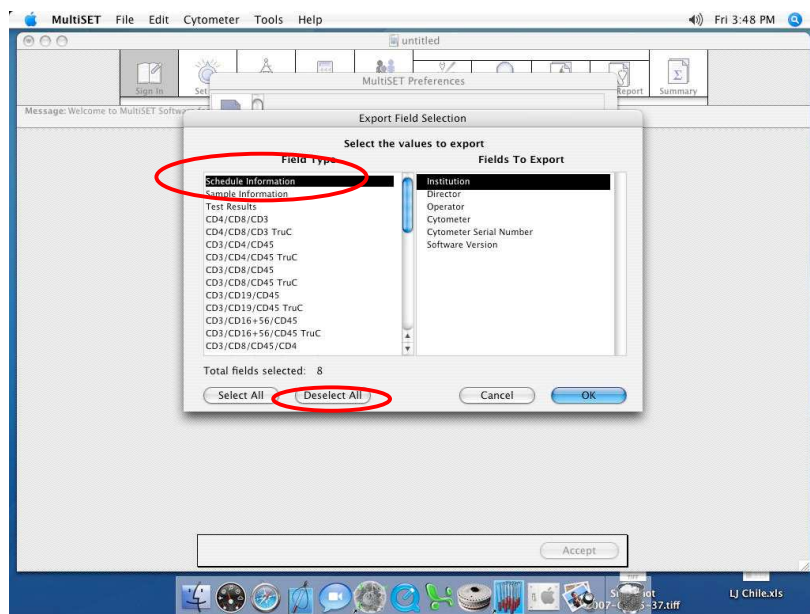 MultiSET File Edit Cytometer Tools Help Fri 3:48 PM
untitled
Sign In Set Report Summary
MultiSET Preferences
Message: Welcome to MultiSET Softw
Export Field Selection
Select the values to export
Field Type Fields To Export
Schedule Information Institution
Sample Information Director
Test Results Operator
CD4/CD8/CD3 Cytometer
CD4/CD8/CD3 TruC Cytometer Serial Number
CD3/CD4/CD45 Software Version
CD3/CD4/CD45 TruC
CD3/CD8/CD45
CD3/CD8/CD45 TruC
CD3/CD19/CD45
CD3/CD19/CD45 TruC
CD3/CD16+56/CD45
CD3/CD16+56/CD45 TruC
CD3/CD8/CD45/CD4
Total fields selected: 8
Select All Deselect All Cancel OK
Accept
LJ Chile.xls